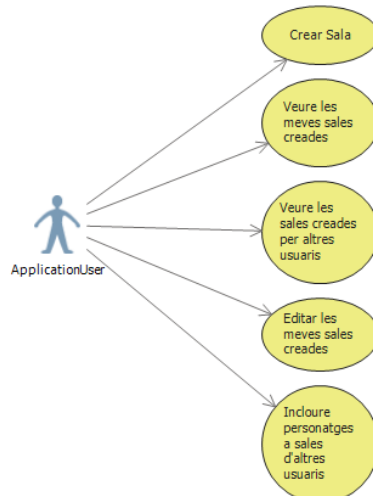 Crear Sala
Veure les
meves sales
creades
Veure les
sales creades
per altres
usuaris
ApplicationUser
Editar les
meves sales
creades
Incloure
personatges
a sales
d'altres
usuaris